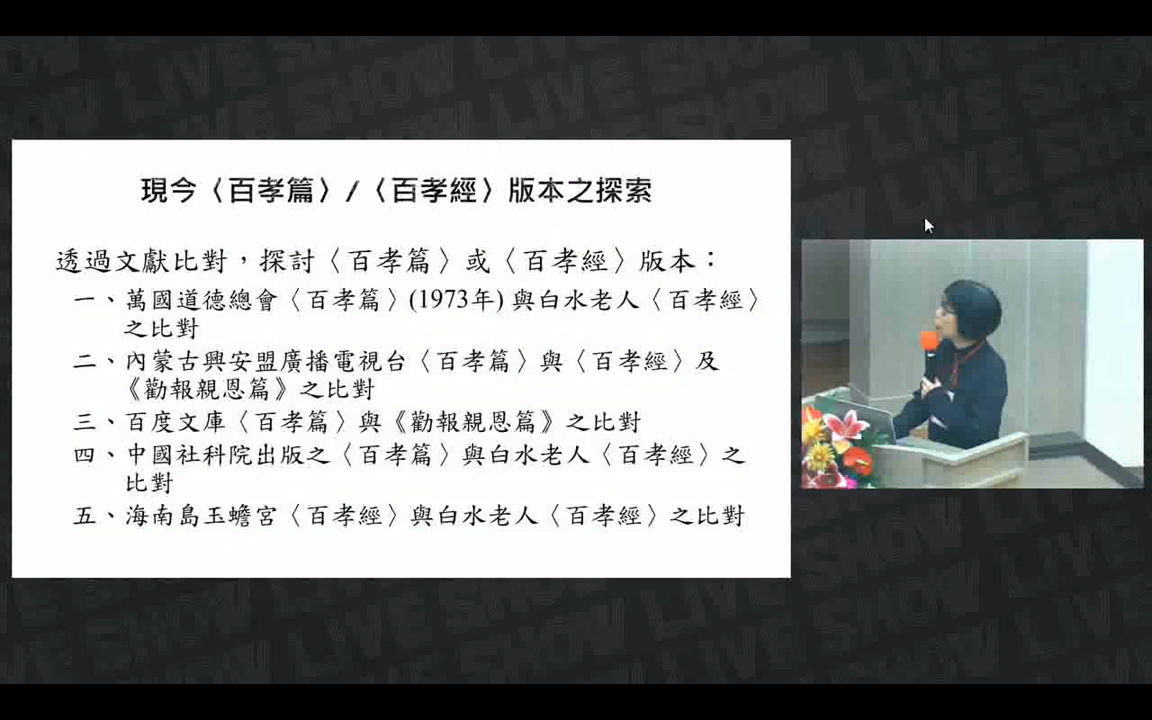 現今〈百孝篇〉/〈百孝經〉版本之探索
透過文獻比對，探討〈百孝篇〉或〈百孝經〉版本：
一、萬國道德總會〈百孝篇〉(1973年)與白水老人〈百孝經〉
之比對
二、內蒙古興安盟廣播電視台〈百孝篇〉與〈百孝經〉及
《勸報親恩篇》之比對
三、百度文庫〈百孝篇〉與《勸報親恩篇》之比對
四、中國社科院出版之〈百孝篇〉與白水老人〈百孝經〉之
比對
五、海南島玉蟾宮〈百孝經〉與白水老人〈百孝經〉之比對
LIVE SHOW